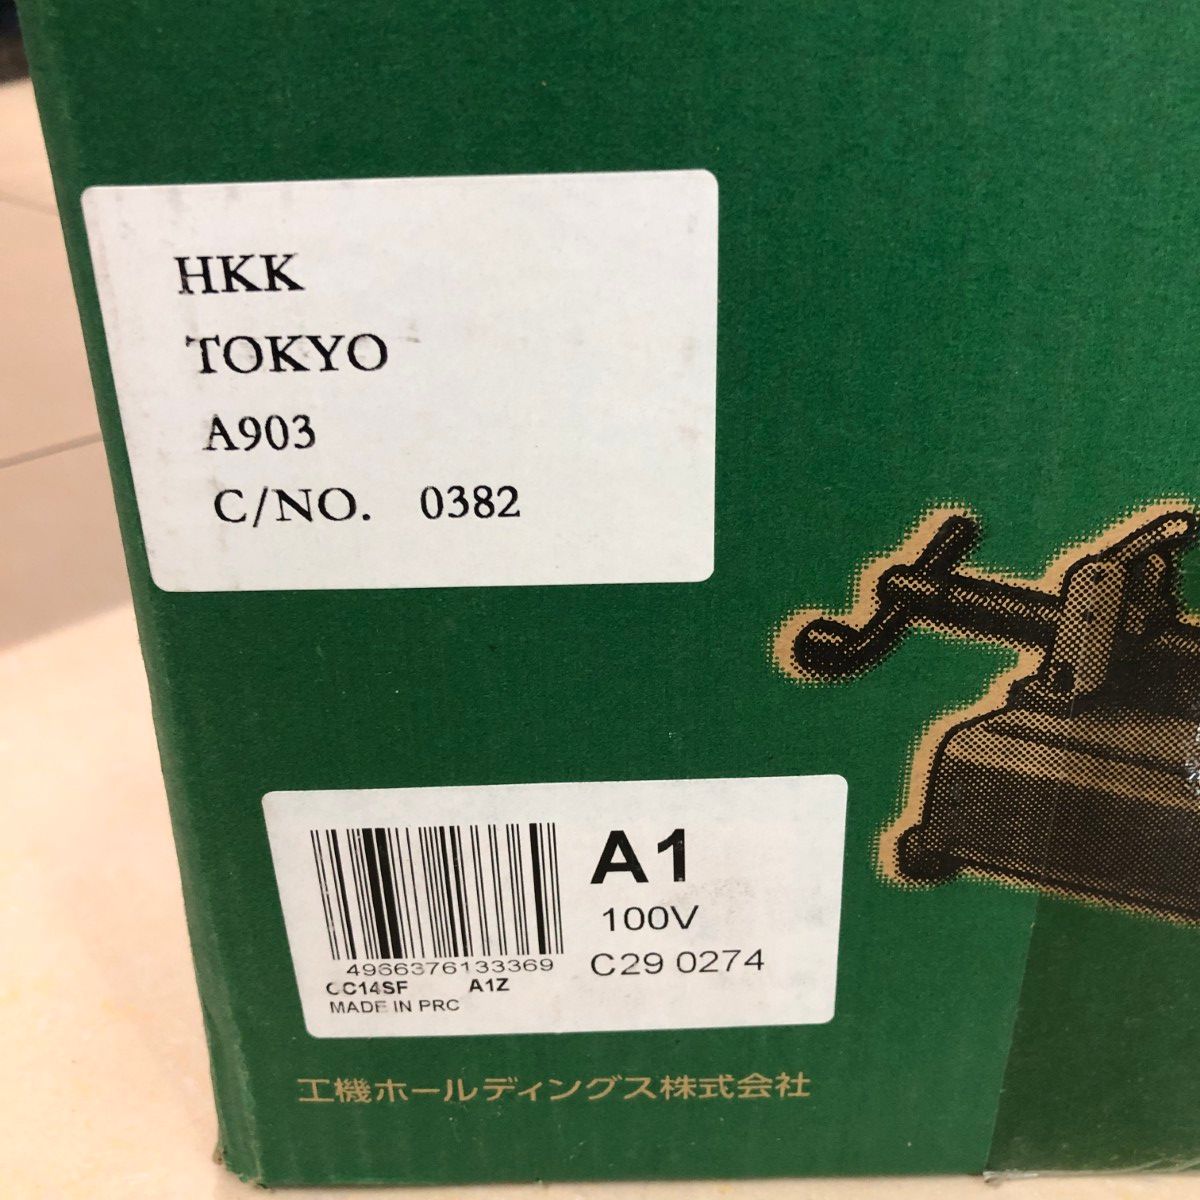 HKK
TOKYO
A903
C/NO. 0382
A1
100V
C29 0274
4966376133369
CC14SF A1Z
MADE IN PRC
工機ホールディングス株式会社